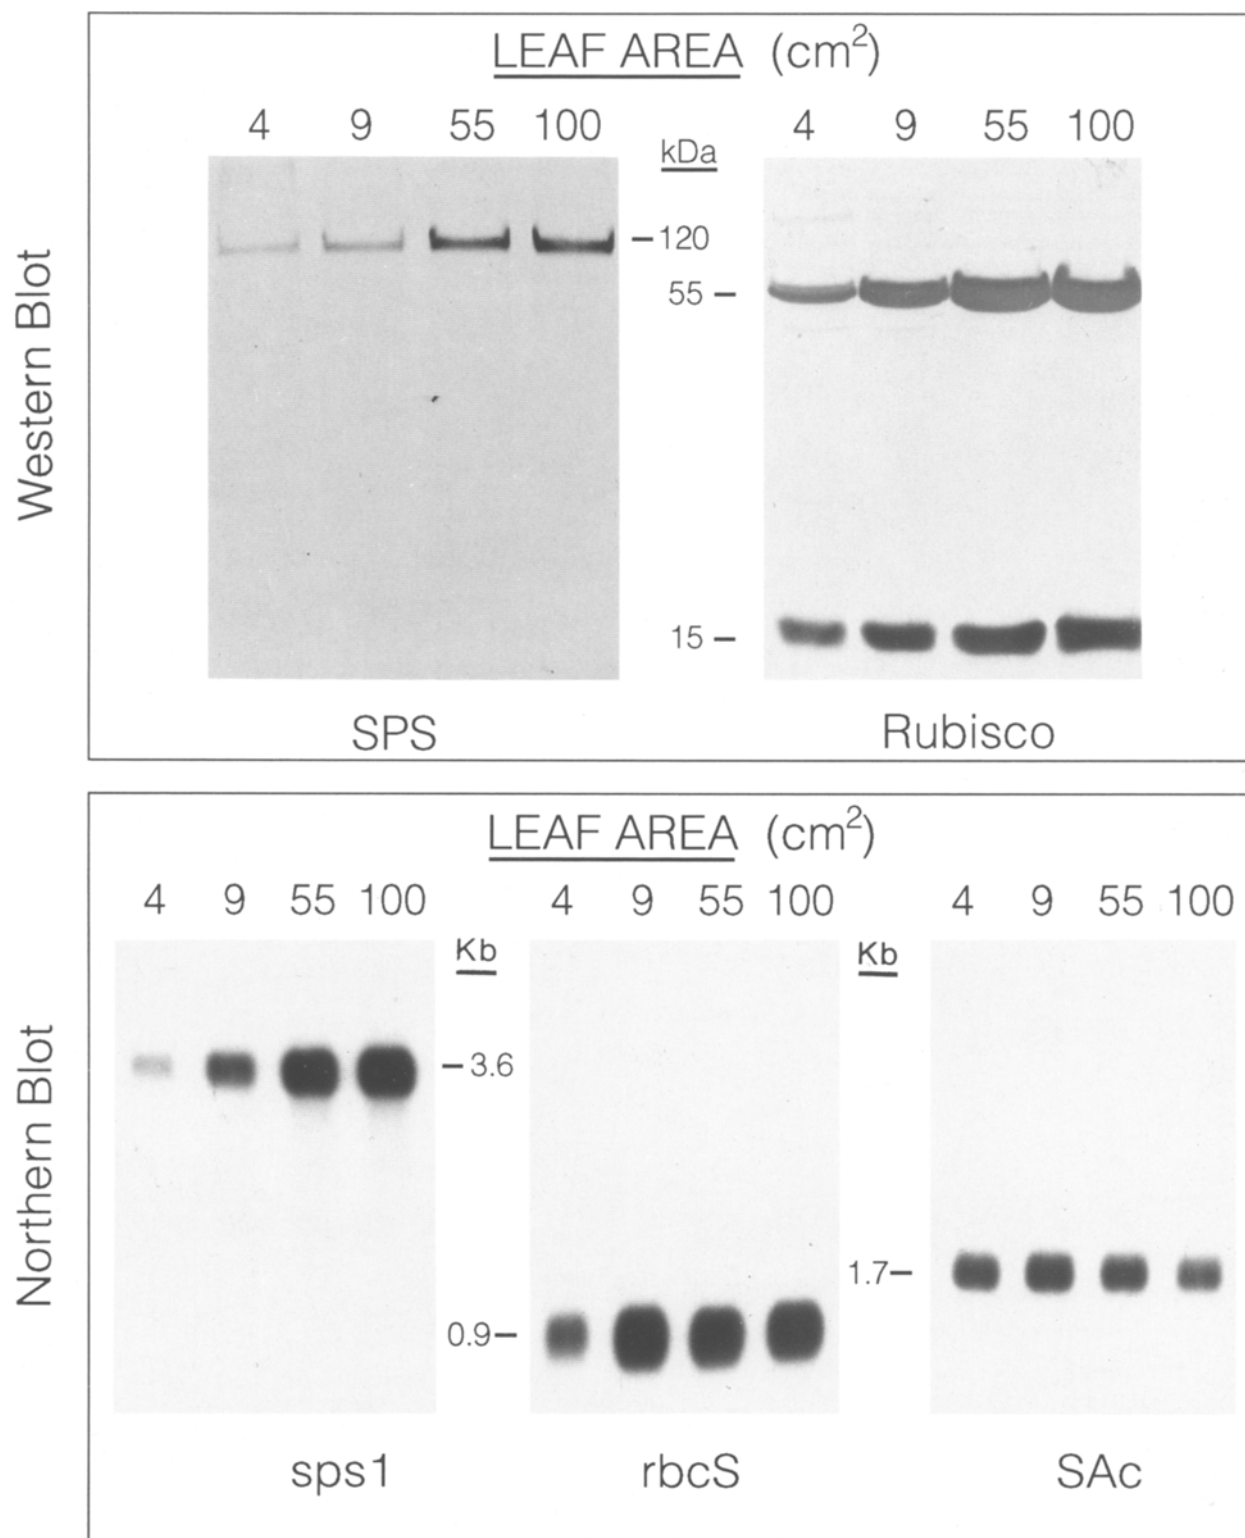 LEAF AREA (cm²)
4 9 55 100 4 9 55 100
kDa
120
55
15
Western Blot
SPS Rubisco
LEAF AREA (cm²)
4 9 55 100 4 9 55 100 4 9 55 100
Kb Kb
3.6
1.7
0.9
Northern Blot
sps1 rbcS SAc